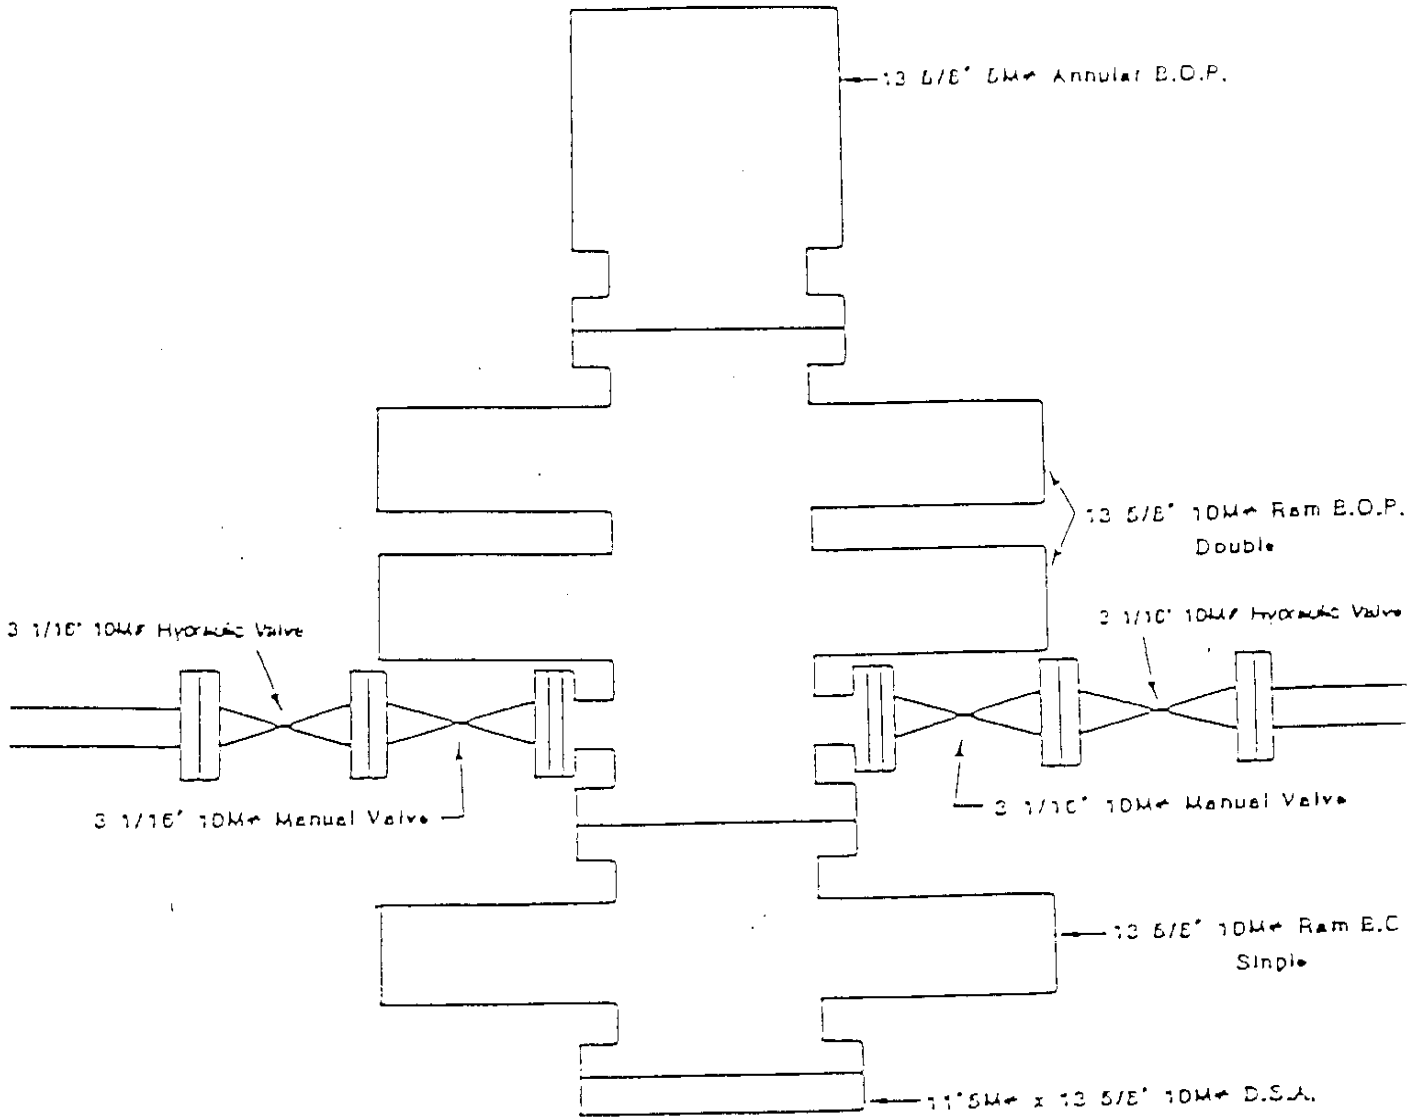 13 5/8" 5M# Annular B.O.P.
13 5/8" 10M# Ram B.O.P.
Double
3 1/16" 10M# Hydraulic Valve
3 1/16" 10M# Hydraulic Valve
3 1/16" 10M# Manual Valve
3 1/16" 10M# Manual Valve
13 5/8" 10M# Ram B.O
Single
11" 5M# x 13 5/8" 10M# D.S.A.